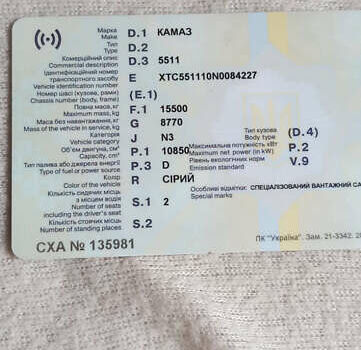 Марка D.1 КАМАЗ
Make
Тип D.2
Type
Комерційний опис D.3 5511
Commercial description
Ідентифікаційний номер
транспортного засобу E XTC551110N0084227
Vehicle identification number
Номер шасі (кузова, рами) (E.1)
Chassis number (body, frame)
Повна маса, кг F.1 15500
Maximum mass, kg
Маса без навантаження, кг G 8770
Mass of the vehicle in service, kg
Категорія J N3 Тип кузова (D.4)
Vehicle category Body type
Об'єм двигуна, см³ P.1 10850 Максимальна потужність кВт P.2
Capacity, cm³ Maximum net power (in kW)
Тип палива або джерела енергії P.3 D Рівень екологічних норм V.9
Type of fuel or power source Emission standard
Колір R СІРИЙ
Color of the vehicle
Кількість сидячих місць Особливі відмітки: СПЕЦІАЛІЗОВАНИЙ ВАНТАЖНИЙ СА
з місцем водія S.1 2 Special marks
Number of seats
including the driver's seat
Кількість стоячих місць S.2
Number of standing places
СХА № 135981
ПК "Україна". Зам. 21-3342. 20